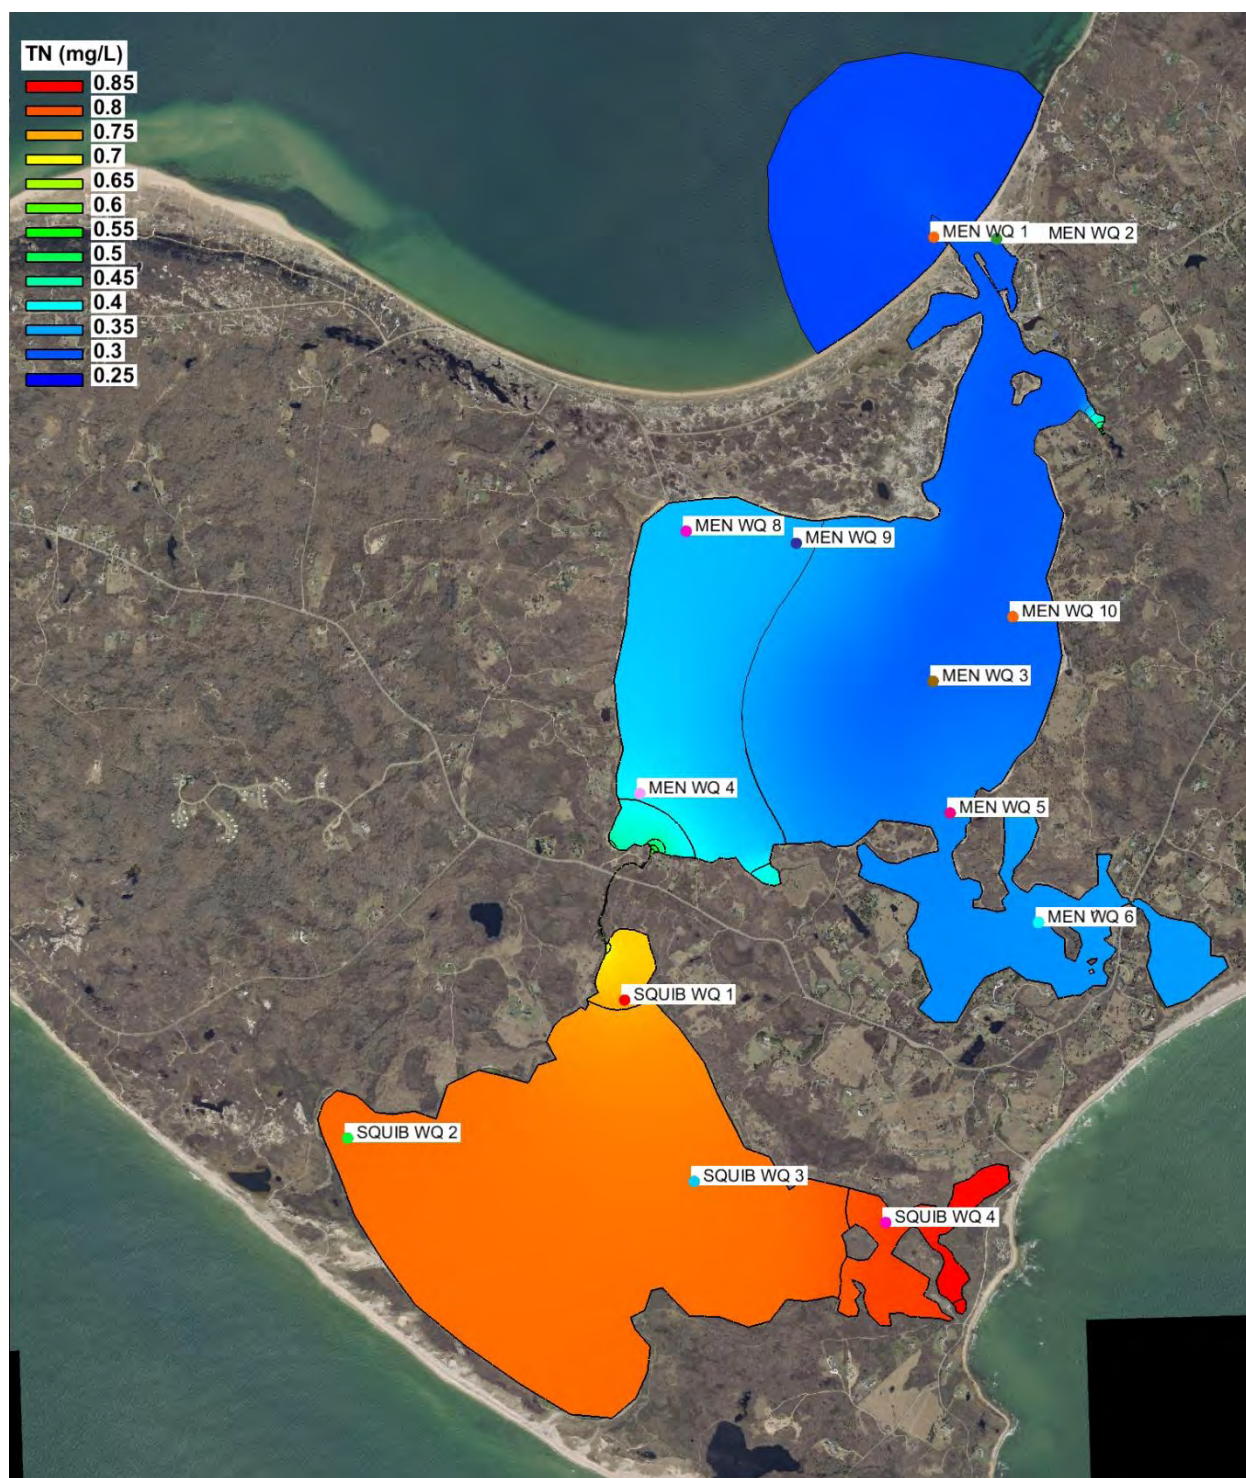 TN (mg/L)
0.85
0.8
0.75
0.7
0.65
0.6
0.55
0.5
0.45
0.4
0.35
0.3
0.25
MEN WQ 1
MEN WQ 2
MEN WQ 8
MEN WQ 9
MEN WQ 10
MEN WQ 3
MEN WQ 4
MEN WQ 5
MEN WQ 6
SQUIB WQ 1
SQUIB WQ 2
SQUIB WQ 3
SQUIB WQ 4